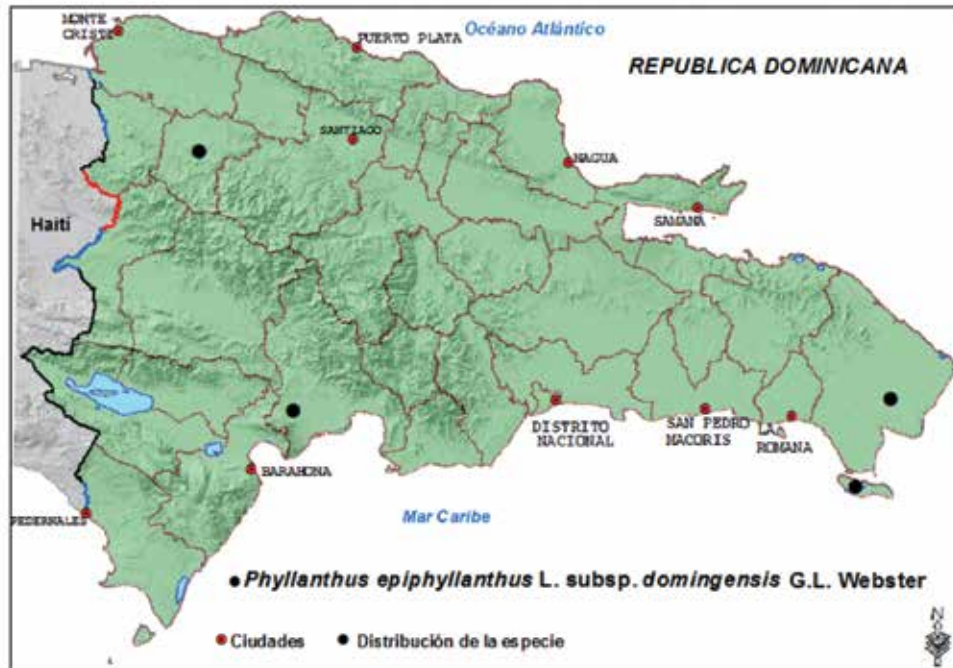 MONTE
CRISTI
PUERTO PLATA
Océano Atlántico
REPUBLICA DOMINICANA
SANTIAGO
NAGUA
SAMANA
Haití
DISTRITO
NACIONAL
SAN PEDRO
MACORIS
LA
ROMANA
BARAHONA
PEDERNALES
Mar Caribe
Phyllanthus epiphyllanthus L. subsp. domingensis G.L. Webster
Ciudades
Distribución de la especie
N